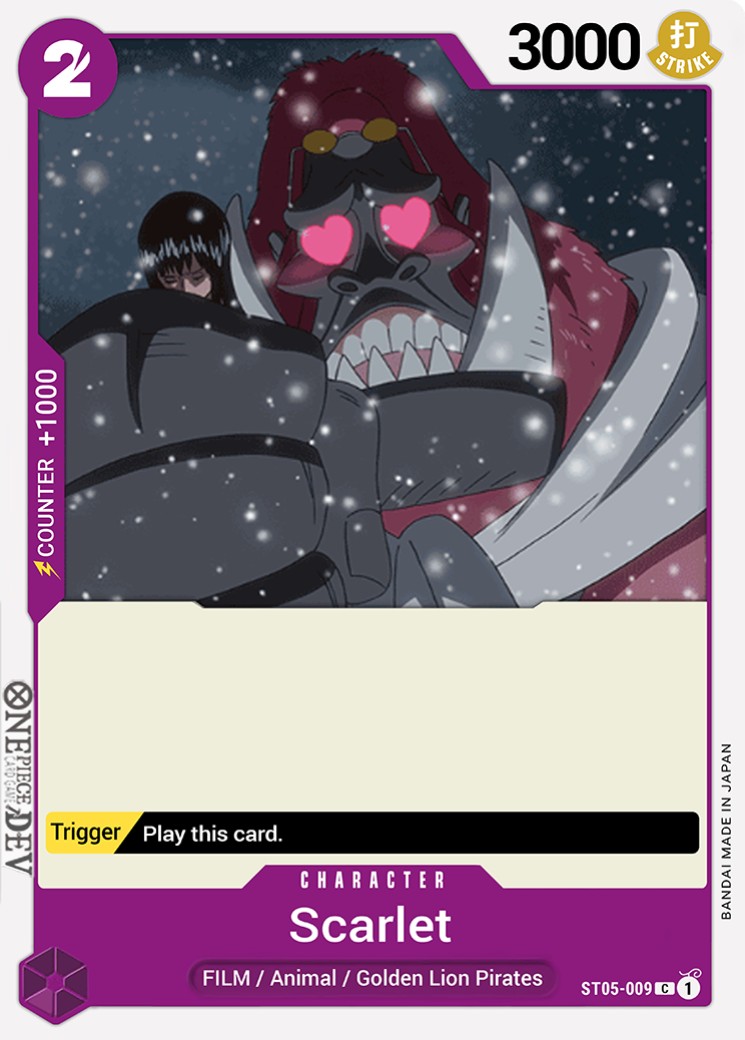 2
3000
打
STRIKE
COUNTER +1000
Trigger Play this card.
CHARACTER
Scarlet
FILM / Animal / Golden Lion Pirates
ST05-009 C 1
ONE PIECE
CARD GAME
DEV
BANDAI MADE IN JAPAN